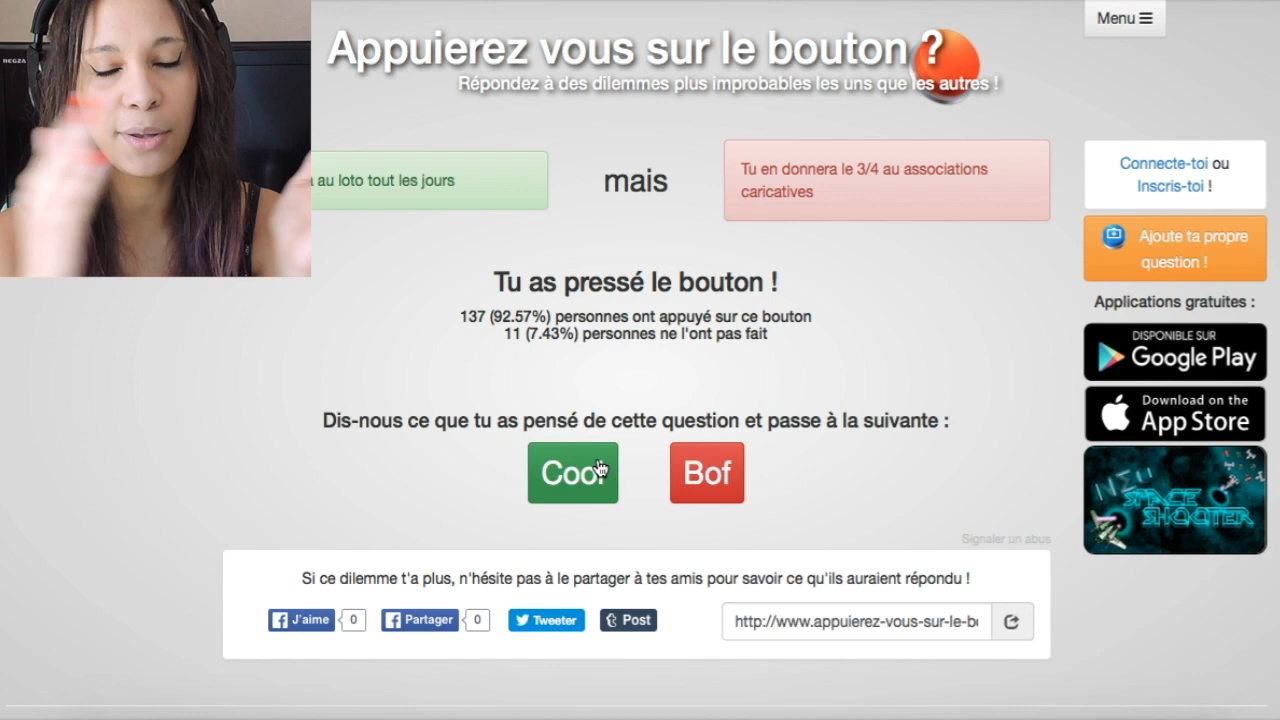 Menu
Appuierez vous sur le bouton ?
Répondez à des dilemmes plus improbables les uns que les autres !
au loto tout les jours
mais
Tu en donnera le 3/4 au associations
caricatives
Connecte-toi ou
Inscris-toi !
Ajoute ta propre
question !
Tu as pressé le bouton !
137 (92.57%) personnes ont appuyé sur ce bouton
11 (7.43%) personnes ne l'ont pas fait
Applications gratuites :
DISPONIBLE SUR
Google Play
Download on the
App Store
Dis-nous ce que tu as pensé de cette question et passe à la suivante :
Cool
Bof
SPACE
SHOOTER
Signaler un abus
Si ce dilemme t'a plus, n'hésite pas à le partager à tes amis pour savoir ce qu'ils auraient répondu !
J'aime 0
Partager 0
Tweeter
Post
http://www.appuierez-vous-sur-le-b